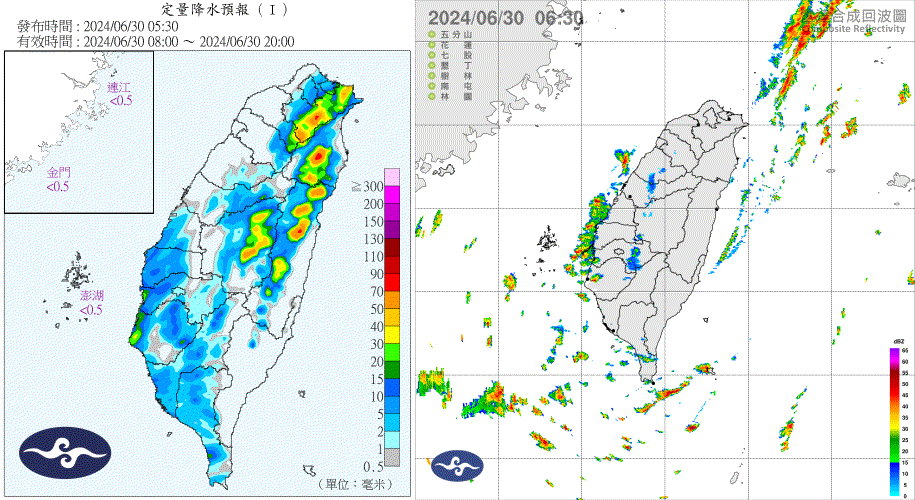 定量降水預報 ( I )
發布時間 : 2024/06/30 05:30
有效時間 : 2024/06/30 08:00 ～ 2024/06/30 20:00
連江
<0.5
金門
<0.5
澎湖
<0.5
≧300
200
150
130
110
90
70
50
40
30
20
15
10
5
2
1
0.5
(單位：毫米)
2024/06/30 06:30
合成回波圖
Composite Reflectivity
五分山
花蓮
七股
墾丁
樹林
南屯
林園
dBZ
65
60
55
50
45
40
35
30
25
20
15
10
5
0